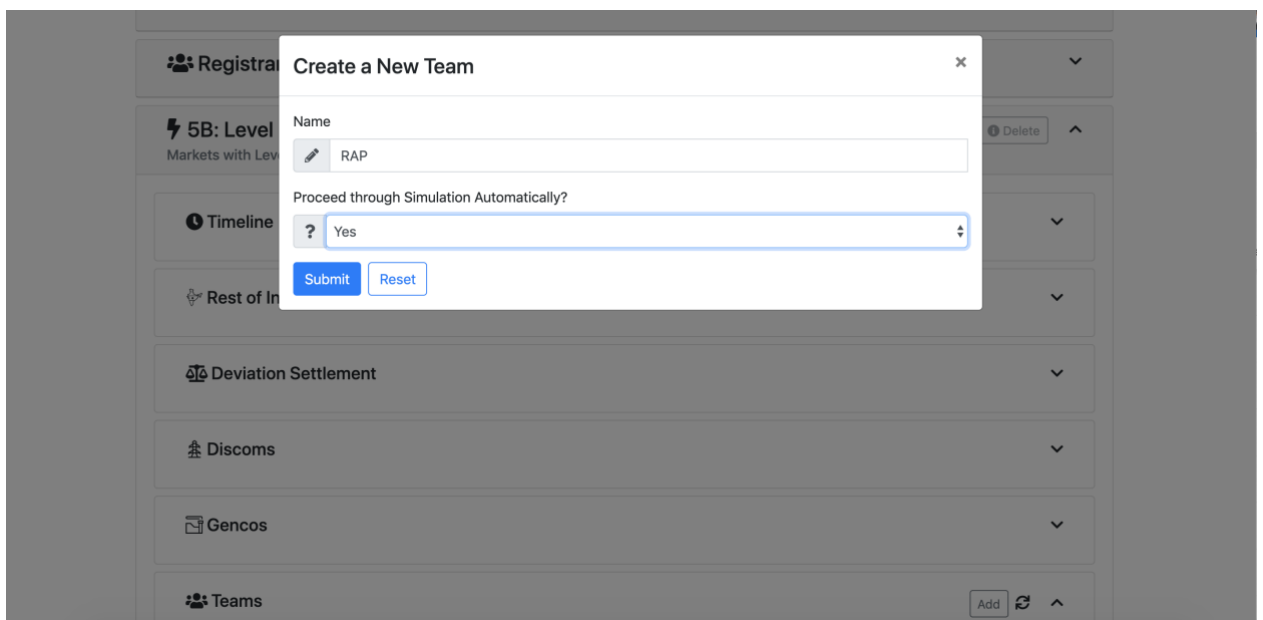 Registra
Create a New Team
×
Name
5B: Level
Delete
RAP
Markets with Lev
Proceed through Simulation Automatically?
Timeline
? Yes
Submit Reset
Rest of In
Deviation Settlement
Discoms
Gencos
Teams
Add